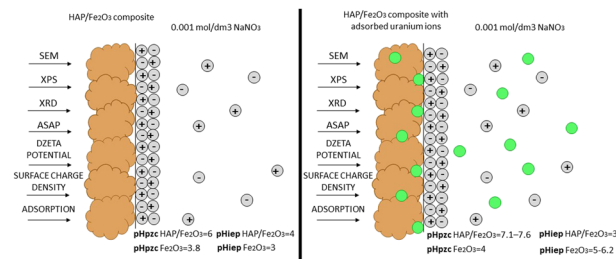 HAP/Fe2O3 composite
0.001 mol/dm3 NaNO3
SEM
XPS
XRD
ASAP
DZETA
POTENTIAL
SURFACE CHARGE
DENSITY
ADSORPTION
pHpzc HAP/Fe2O3=6 pHiep HAP/Fe2O3=4
pHpzc Fe2O3=3.8 pHiep Fe2O3=3
HAP/Fe2O3 composite with
adsorbed uranium ions
0.001 mol/dm3 NaNO3
SEM
XPS
XRD
ASAP
DZETA
POTENTIAL
SURFACE CHARGE
DENSITY
ADSORPTION
pHpzc HAP/Fe2O3=7.1–7.6 pHiep HAP/Fe2O3=3
pHpzc Fe2O3=4 pHiep Fe2O3=5-6.2